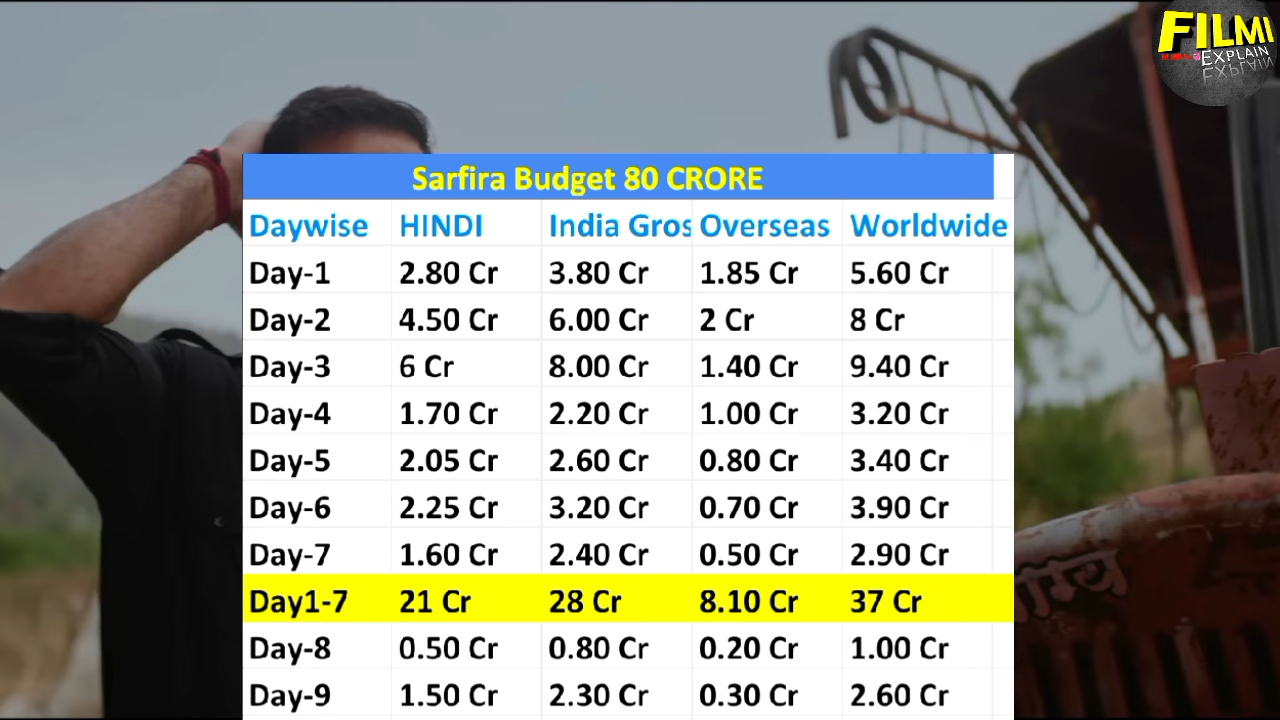 FILMI
EXPLAIN
Sarfira Budget 80 CRORE
Daywise HINDI India Gros Overseas Worldwide
Day-1 2.80 Cr 3.80 Cr 1.85 Cr 5.60 Cr
Day-2 4.50 Cr 6.00 Cr 2 Cr 8 Cr
Day-3 6 Cr 8.00 Cr 1.40 Cr 9.40 Cr
Day-4 1.70 Cr 2.20 Cr 1.00 Cr 3.20 Cr
Day-5 2.05 Cr 2.60 Cr 0.80 Cr 3.40 Cr
Day-6 2.25 Cr 3.20 Cr 0.70 Cr 3.90 Cr
Day-7 1.60 Cr 2.40 Cr 0.50 Cr 2.90 Cr
Day1-7 21 Cr 28 Cr 8.10 Cr 37 Cr
Day-8 0.50 Cr 0.80 Cr 0.20 Cr 1.00 Cr
Day-9 1.50 Cr 2.30 Cr 0.30 Cr 2.60 Cr